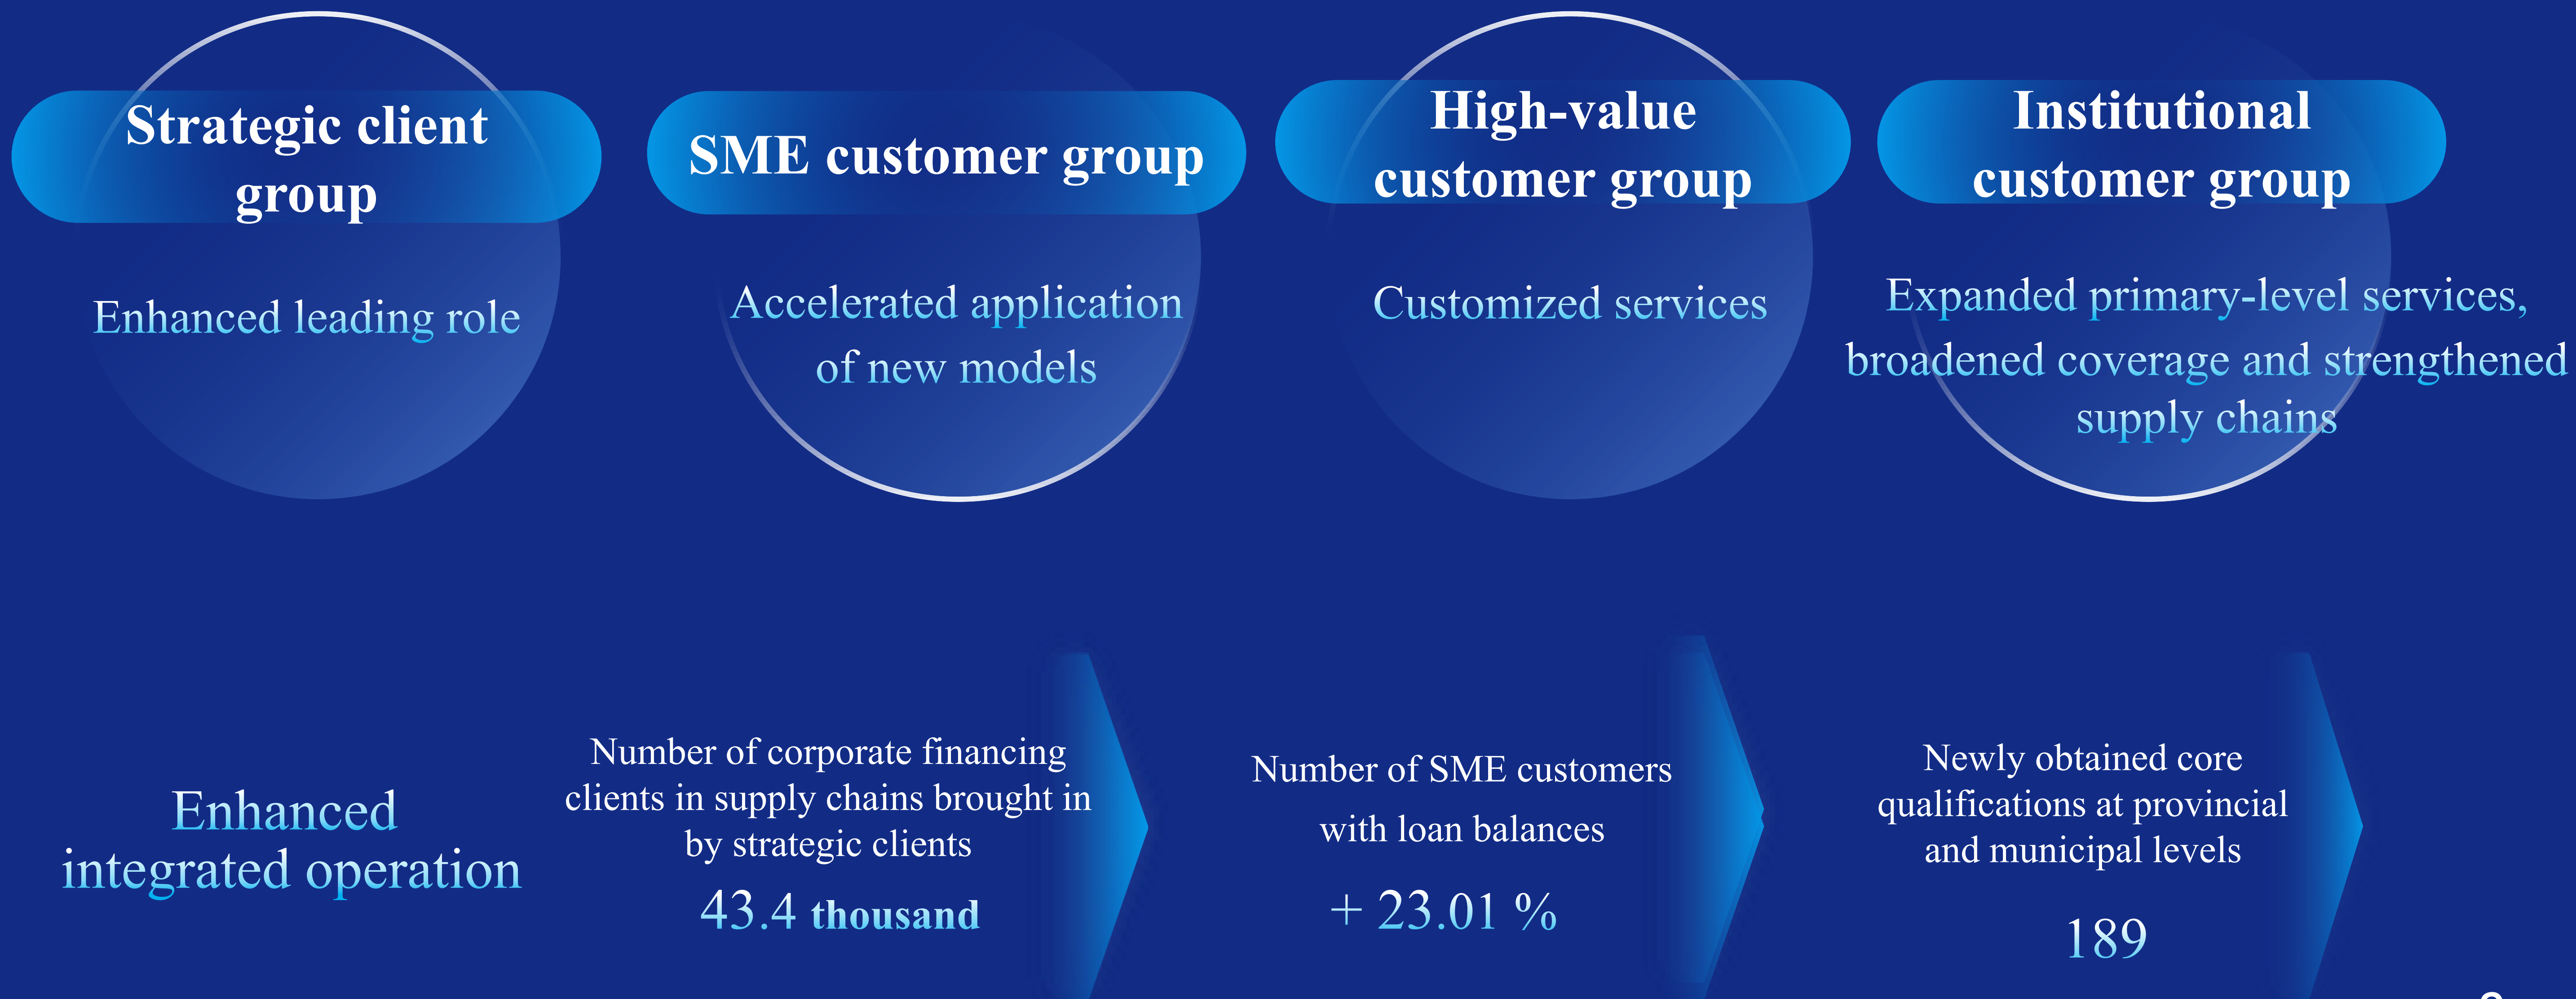 Strategic client
group
SME customer group
High-value
customer group
Institutional
customer group
Enhanced leading role
Accelerated application
of new models
Customized services
Expanded primary-level services,
broadened coverage and strengthened
supply chains
Enhanced
integrated operation
Number of corporate financing
clients in supply chains brought in
by strategic clients
43.4 thousand
Number of SME customers
with loan balances
+ 23.01 %
Newly obtained core
qualifications at provincial
and municipal levels
189